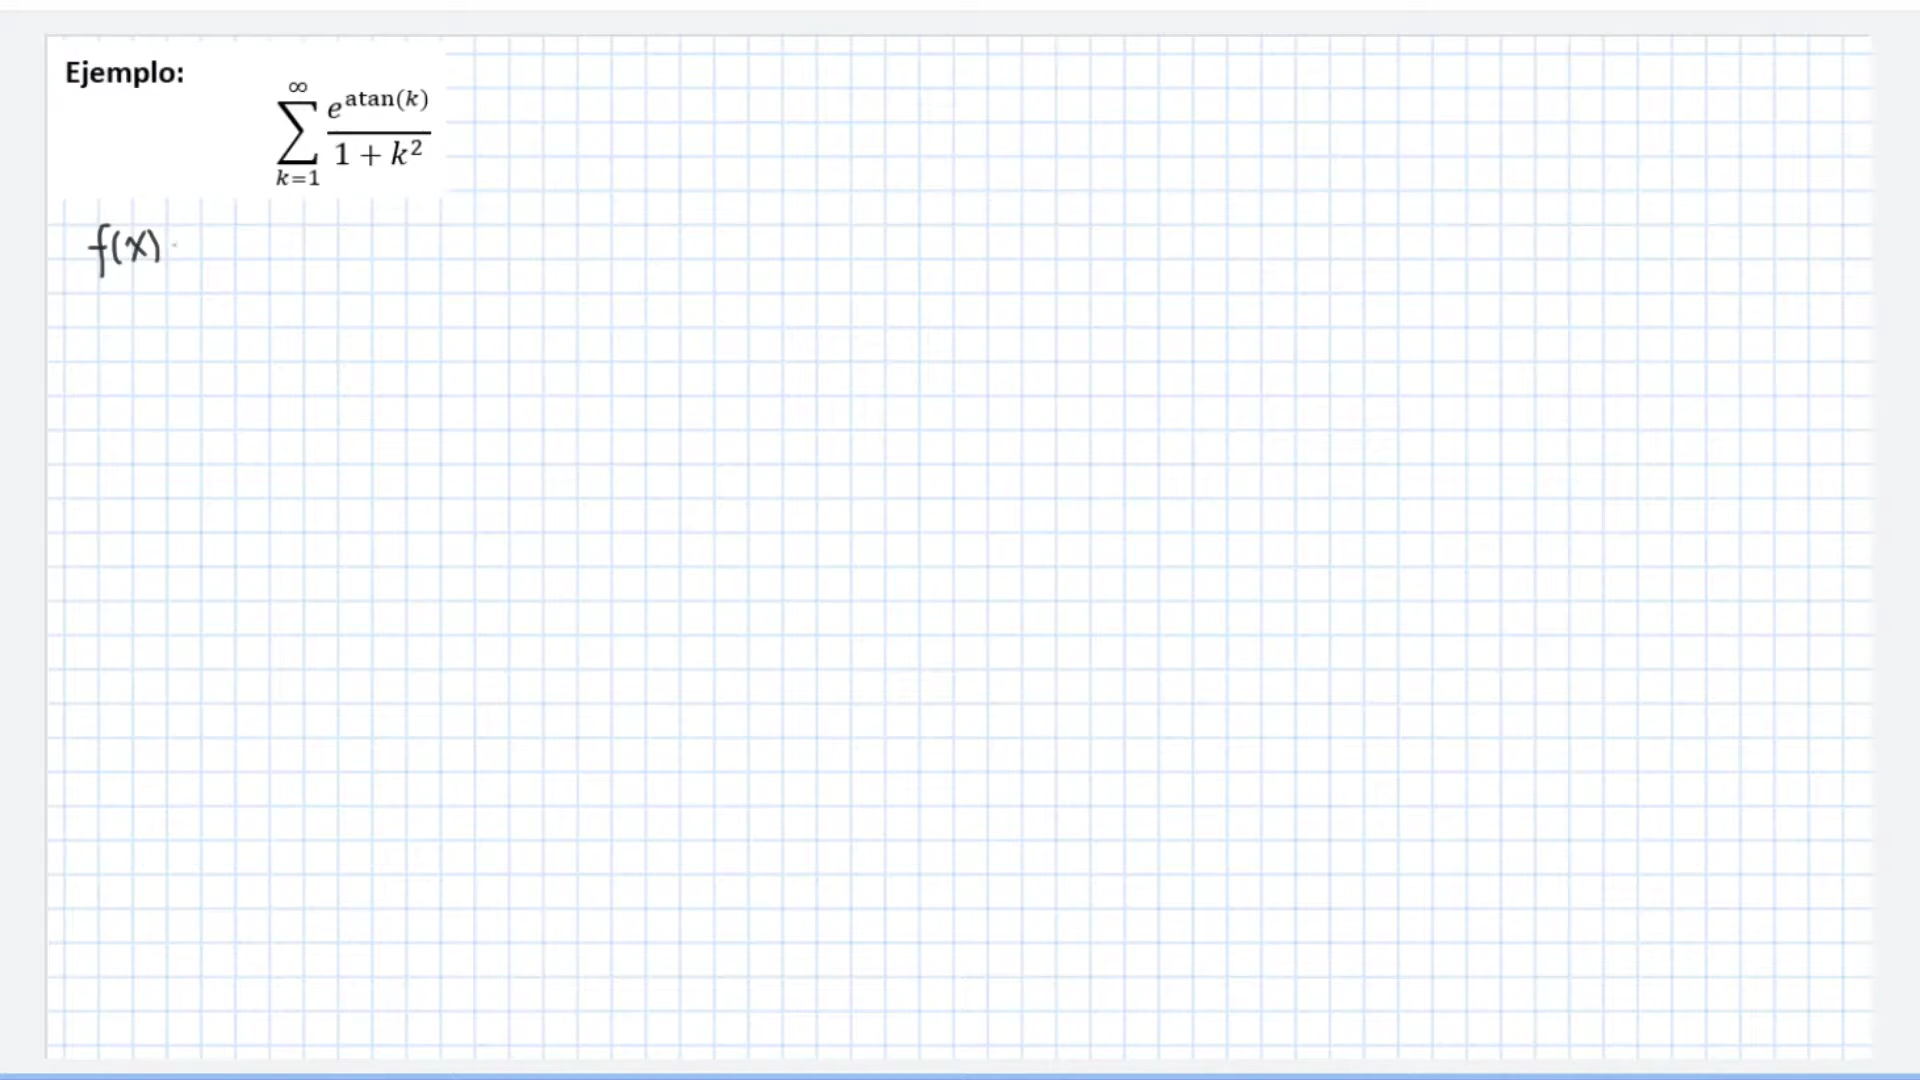 Ejemplo:
∞
∑ e^atan(k) / 1 + k²
k=1
f(x)